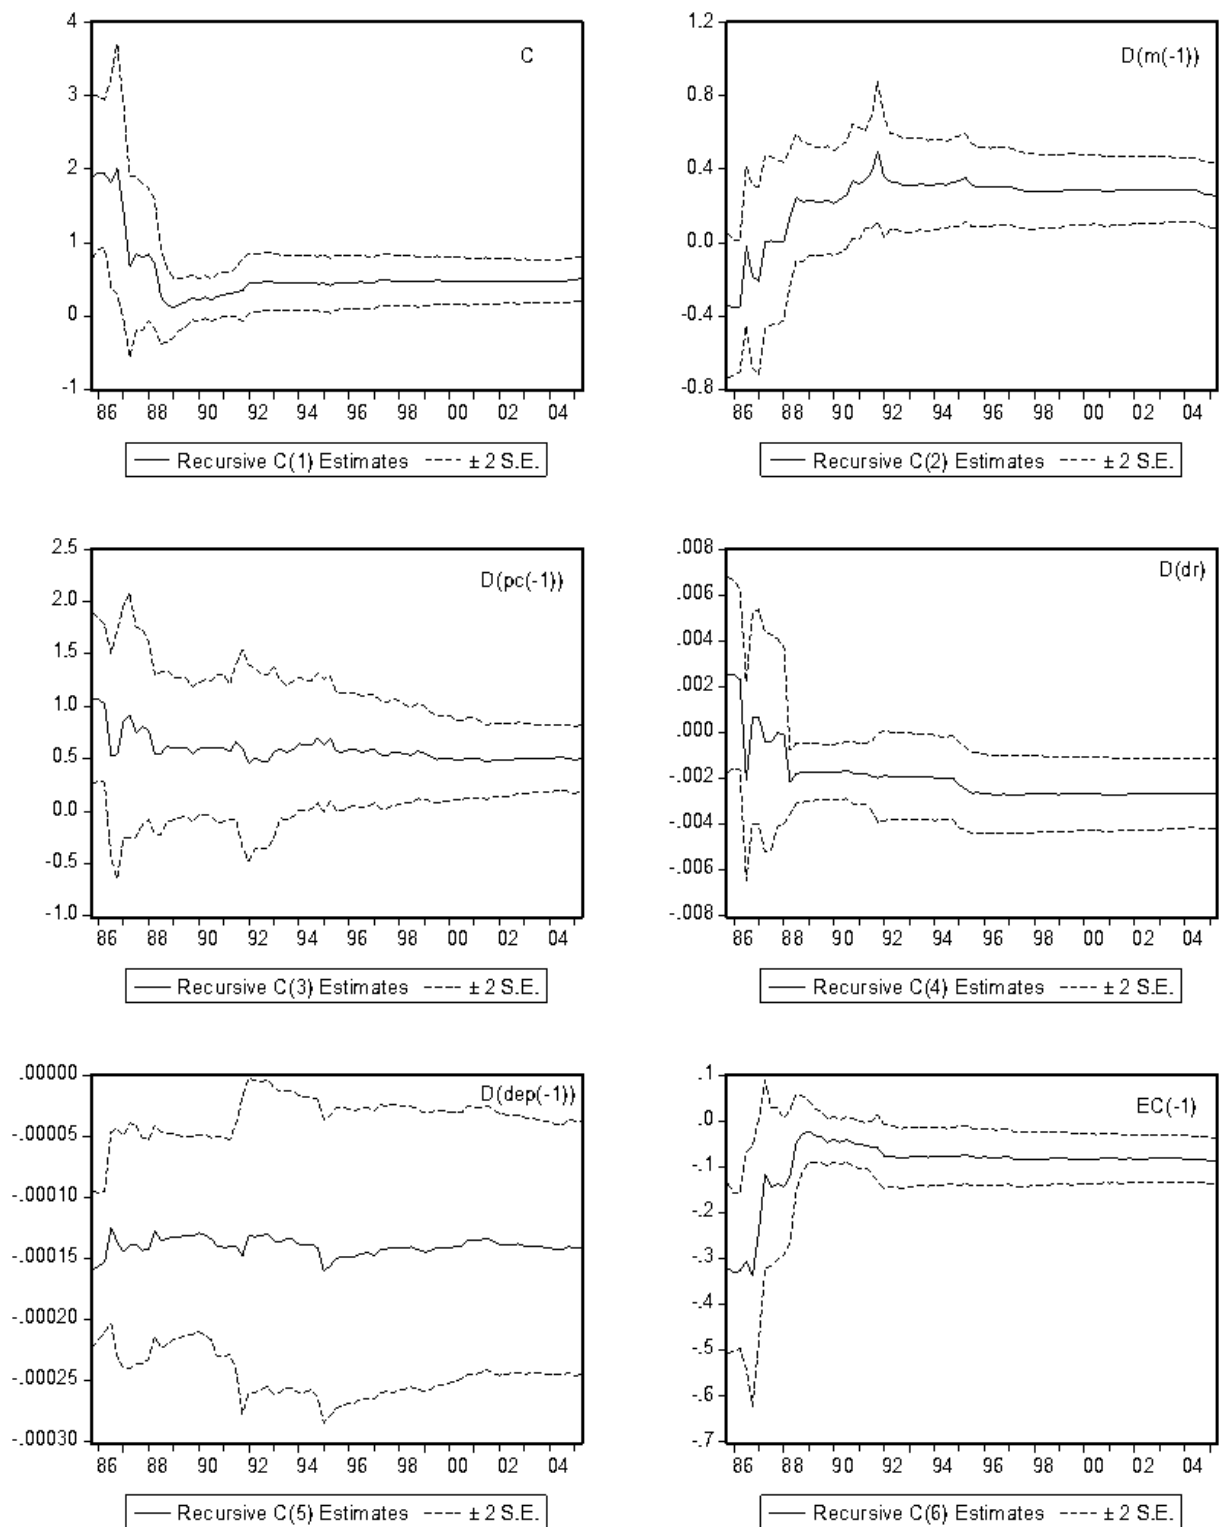 C
4
3
2
1
0
-1
86 88 90 92 94 96 98 00 02 04
Recursive C(1) Estimates ± 2 S.E.
D(m(-1))
1.2
0.8
0.4
0.0
-0.4
-0.8
86 88 90 92 94 96 98 00 02 04
Recursive C(2) Estimates ± 2 S.E.
D(pc(-1))
2.5
2.0
1.5
1.0
0.5
0.0
-0.5
-1.0
86 88 90 92 94 96 98 00 02 04
Recursive C(3) Estimates ± 2 S.E.
D(dr)
.008
.006
.004
.002
.000
-.002
-.004
-.006
-.008
86 88 90 92 94 96 98 00 02 04
Recursive C(4) Estimates ± 2 S.E.
D(dep(-1))
.00000
-.00005
-.00010
-.00015
-.00020
-.00025
-.00030
86 88 90 92 94 96 98 00 02 04
Recursive C(5) Estimates ± 2 S.E.
EC(-1)
.1
.0
-.1
-.2
-.3
-.4
-.5
-.6
-.7
86 88 90 92 94 96 98 00 02 04
Recursive C(6) Estimates ± 2 S.E.